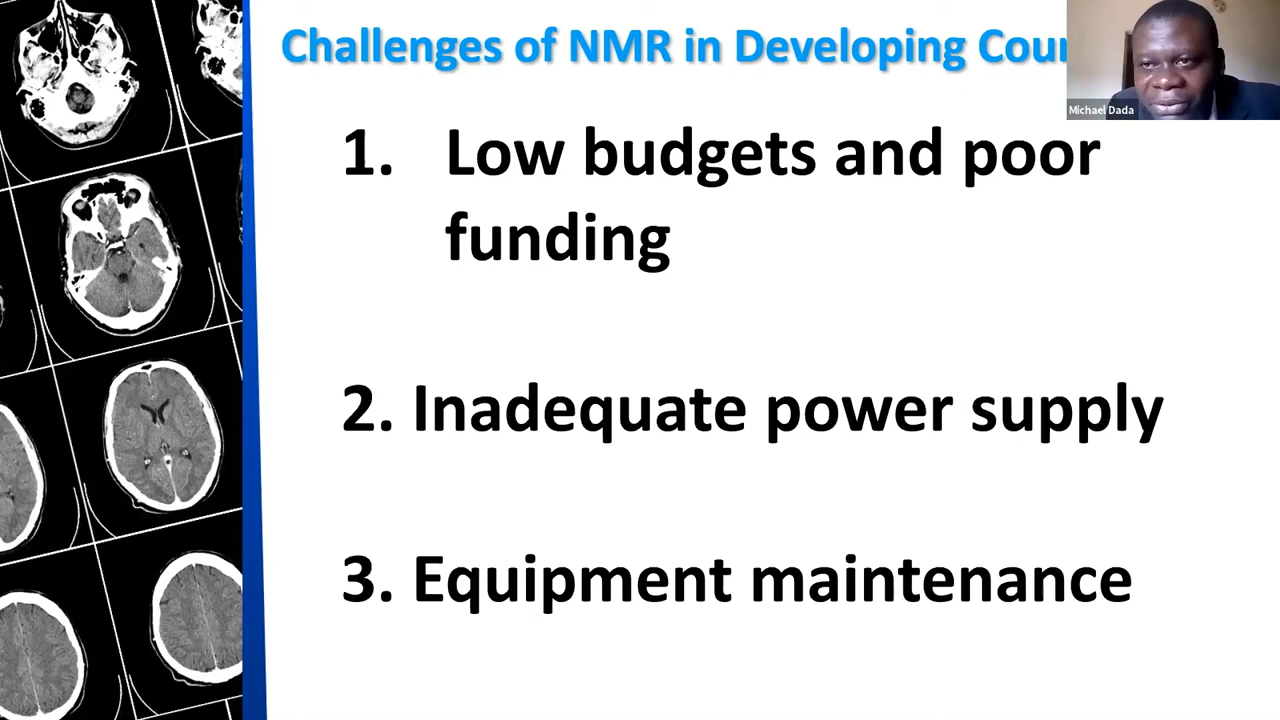 Challenges of NMR in Developing Cour
Michael Dada
1. Low budgets and poor
funding
2. Inadequate power supply
3. Equipment maintenance